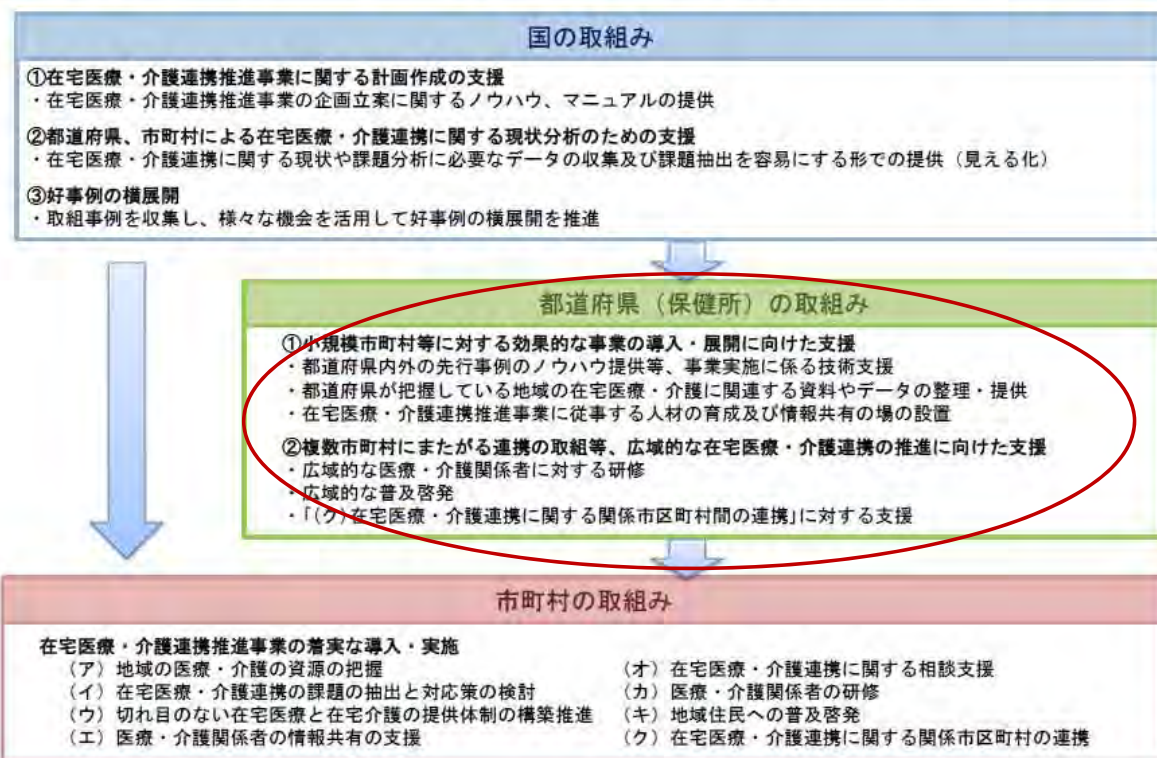 国の取組み
①在宅医療・介護連携推進事業に関する計画作成の支援
・在宅医療・介護連携推進事業の企画立案に関するノウハウ、マニュアルの提供
②都道府県、市町村による在宅医療・介護連携に関する現状分析のための支援
・在宅医療・介護連携に関する現状や課題分析に必要なデータの収集及び課題抽出を容易にする形での提供（見える化）
③好事例の横展開
・取組事例を収集し、様々な機会を活用して好事例の横展開を推進
都道府県（保健所）の取組み
①小規模市町村等に対する効果的な事業の導入・展開に向けた支援
・都道府県内外の先行事例のノウハウ提供等、事業実施に係る技術支援
・都道府県が把握している地域の在宅医療・介護に関連する資料やデータの整理・提供
・在宅医療・介護連携推進事業に従事する人材の育成及び情報共有の場の設置
②複数市町村にまたがる連携の取組等、広域的な在宅医療・介護連携の推進に向けた支援
・広域的な医療・介護関係者に対する研修
・広域的な普及啓発
・「(ク)在宅医療・介護連携に関する関係市区町村間の連携」に対する支援
市町村の取組み
在宅医療・介護連携推進事業の着実な導入・実施
（ア）地域の医療・介護の資源の把握
（イ）在宅医療・介護連携の課題の抽出と対応策の検討
（ウ）切れ目のない在宅医療と在宅介護の提供体制の構築推進
（エ）医療・介護関係者の情報共有の支援
（オ）在宅医療・介護連携に関する相談支援
（カ）医療・介護関係者の研修
（キ）地域住民への普及啓発
（ク）在宅医療・介護連携に関する関係市区町村の連携